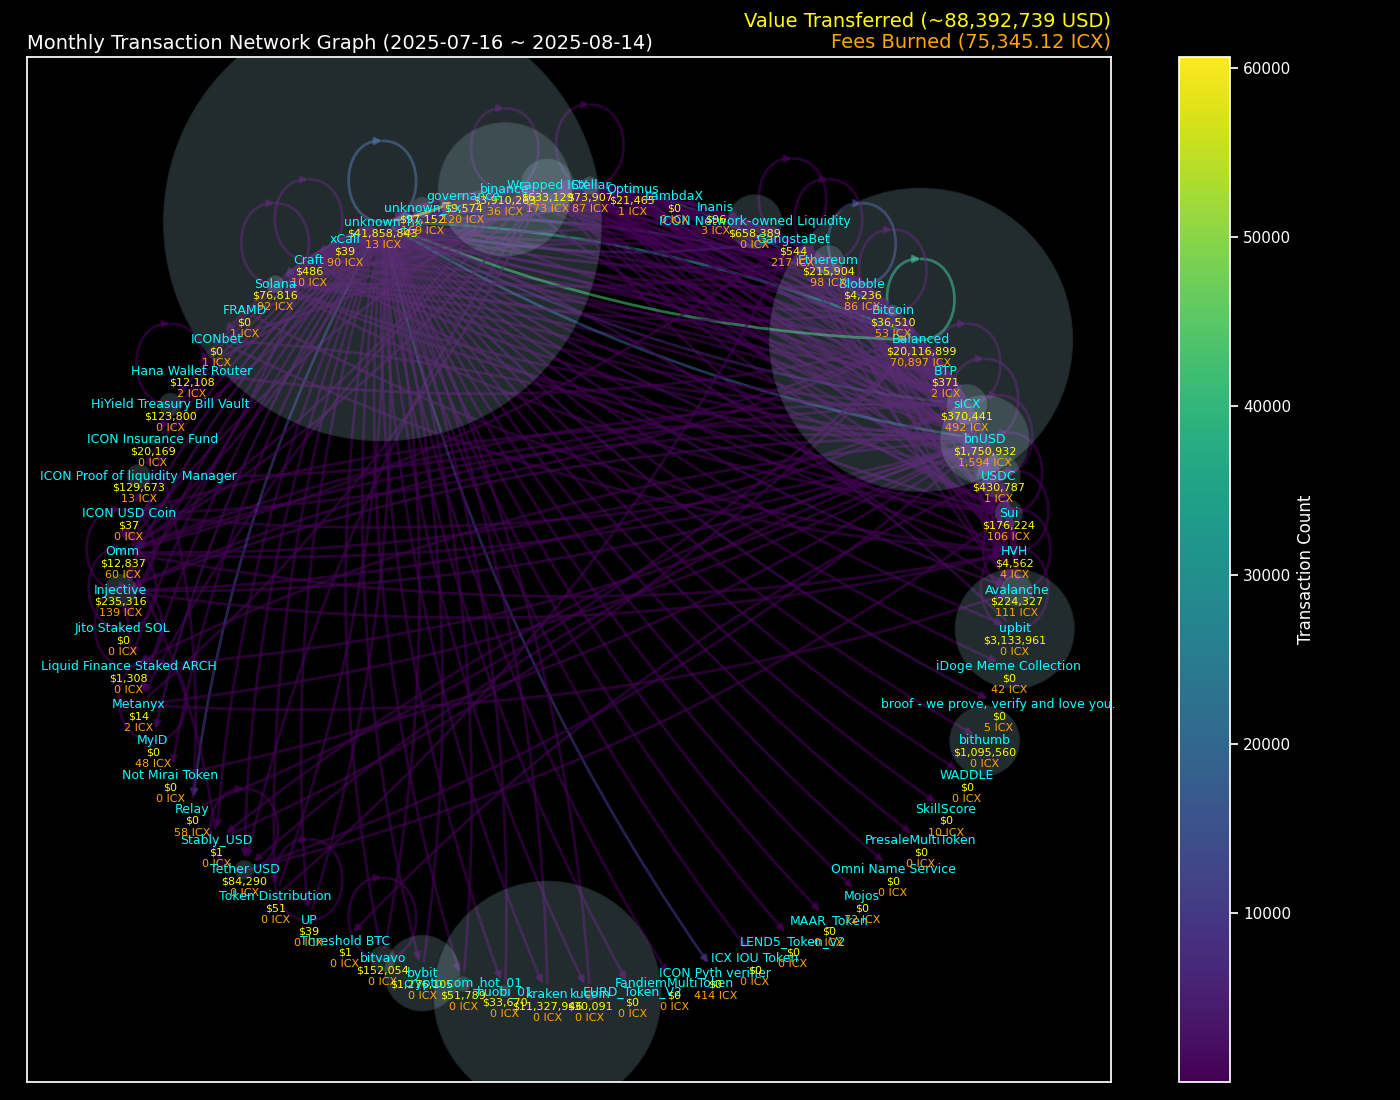 Value Transferred (~88,392,739 USD)
Monthly Transaction Network Graph (2025-07-16 ~ 2025-08-14)
Fees Burned (75,345.12 ICX)
binance
36 ICX
Wrapped ICX
$633,129
173 ICX
Stellar
$73,907
87 ICX
Optimus
$21,465
1 ICX
LambdaX
$0
0 ICX
Inanis
$96
3 ICX
ICON Network-owned Liquidity
$658,389
0 ICX
GangstaBet
$544
217 ICX
Ethereum
$215,904
98 ICX
Blobble
$4,236
86 ICX
Bitcoin
$36,510
53 ICX
Balanced
$20,116,899
70,897 ICX
BTP
$371
2 ICX
sICX
$370,441
492 ICX
bnUSD
$1,750,932
1,594 ICX
USDC
$430,787
1 ICX
Sui
$176,224
106 ICX
HVH
$4,562
4 ICX
Avalanche
$224,327
111 ICX
upbit
$3,133,961
0 ICX
iDoge Meme Collection
$0
42 ICX
broof - we prove, verify and love you.
$0
5 ICX
bithumb
$1,095,560
0 ICX
WADDLE
$0
0 ICX
SkillScore
$0
10 ICX
PresaleMultiToken
$0
0 ICX
Omni Name Service
$0
0 ICX
Mojos
$0
72 ICX
MAAR_Token
$0
0 ICX
LEND5_Token_V2
$0
0 ICX
ICX IOU Token
$0
0 ICX
ICON Pyth verifier
$0
414 ICX
FandiemMultiToken
$0
0 ICX
EURD_Token_V2
$0
0 ICX
kucoin
$40,091
0 ICX
kraken
$11,327,946
0 ICX
huobi_01
$33,670
0 ICX
hot_01
$51,789
0 ICX
bybit
$1,276,105
0 ICX
bitvavo
$152,054
0 ICX
Threshold BTC
$1
0 ICX
UP
$39
0 ICX
Token Distribution
$51
0 ICX
Tether USD
$84,290
0 ICX
Stably_USD
$1
0 ICX
Relay
$0
58 ICX
Not Mirai Token
$0
0 ICX
MyID
$0
48 ICX
Metanyx
$14
2 ICX
Liquid Finance Staked ARCH
$1,308
0 ICX
Jito Staked SOL
$0
0 ICX
Injective
$235,316
139 ICX
Omm
$12,837
60 ICX
ICON USD Coin
$37
0 ICX
ICON Proof of liquidity Manager
$129,673
13 ICX
ICON Insurance Fund
$20,169
0 ICX
HiYield Treasury Bill Vault
$123,800
0 ICX
Hana Wallet Router
$12,108
2 ICX
ICONbet
$0
1 ICX
FRAMD
$0
1 ICX
Solana
$76,816
92 ICX
Craft
$486
10 ICX
xCall
$39
90 ICX
$41,858,843
13 ICX
$97,152
governance
$9,574
120 ICX
60000
50000
40000
30000
20000
10000
Transaction Count